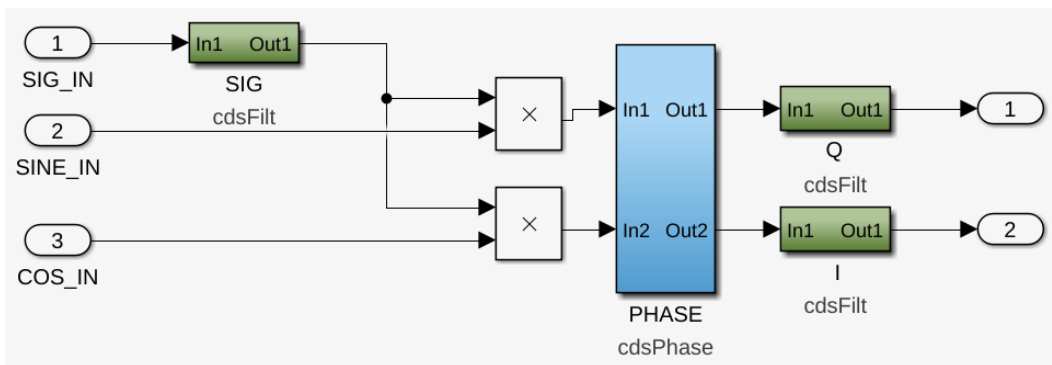 1
SIG_IN
In1 Out1
SIG
cdsFilt
2
SINE_IN
×
3
COS_IN
×
In1 Out1
In2 Out2
PHASE
cdsPhase
In1 Out1
Q
cdsFilt
1
In1 Out1
I
cdsFilt
2